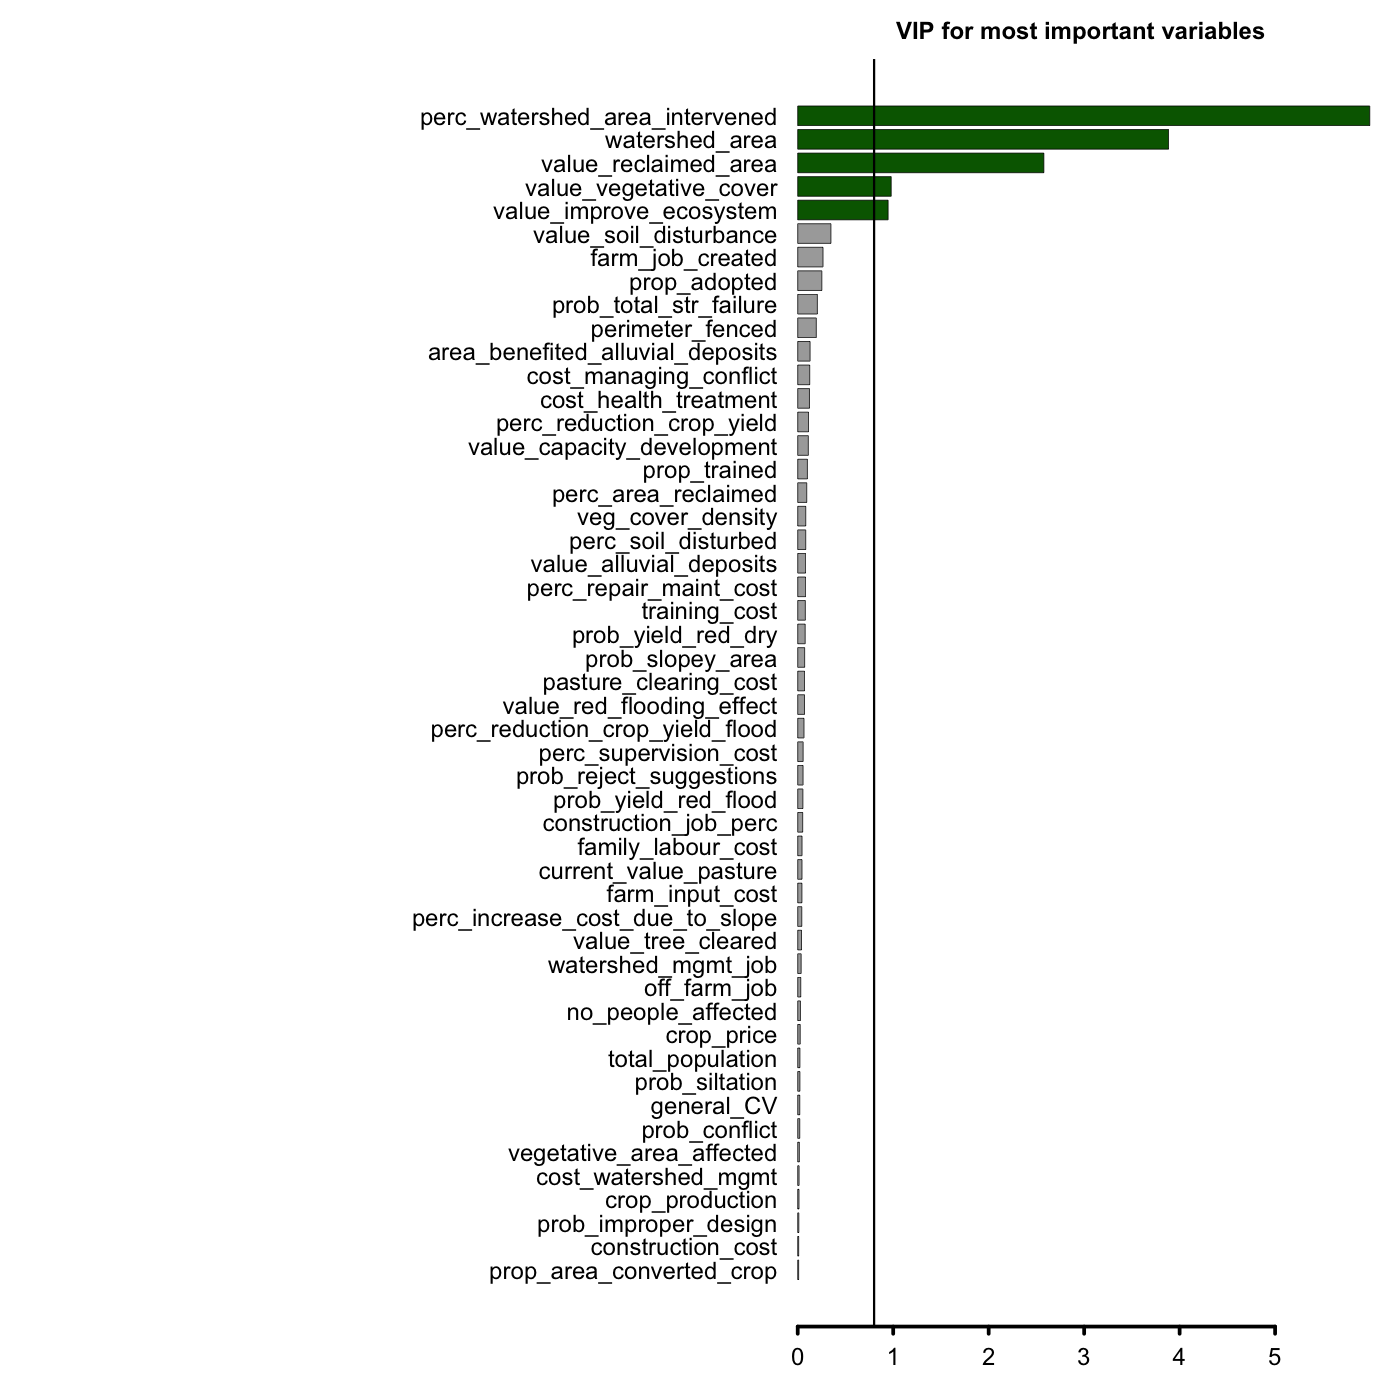 VIP for most important variables
perc_watershed_area_intervened
watershed_area
value_reclaimed_area
value_vegetative_cover
value_improve_ecosystem
value_soil_disturbance
farm_job_created
prop_adopted
prob_total_str_failure
perimeter_fenced
area_benefited_alluvial_deposits
cost_managing_conflict
cost_health_treatment
perc_reduction_crop_yield
value_capacity_development
prop_trained
perc_area_reclaimed
veg_cover_density
perc_soil_disturbed
value_alluvial_deposits
perc_repair_maint_cost
training_cost
prob_yield_red_dry
prob_slopey_area
pasture_clearing_cost
value_red_flooding_effect
perc_reduction_crop_yield_flood
perc_supervision_cost
prob_reject_suggestions
prob_yield_red_flood
construction_job_perc
family_labour_cost
current_value_pasture
farm_input_cost
perc_increase_cost_due_to_slope
value_tree_cleared
watershed_mgmt_job
off_farm_job
no_people_affected
crop_price
total_population
prob_siltation
general_CV
prob_conflict
vegetative_area_affected
cost_watershed_mgmt
crop_production
prob_improper_design
construction_cost
prop_area_converted_crop
0 1 2 3 4 5